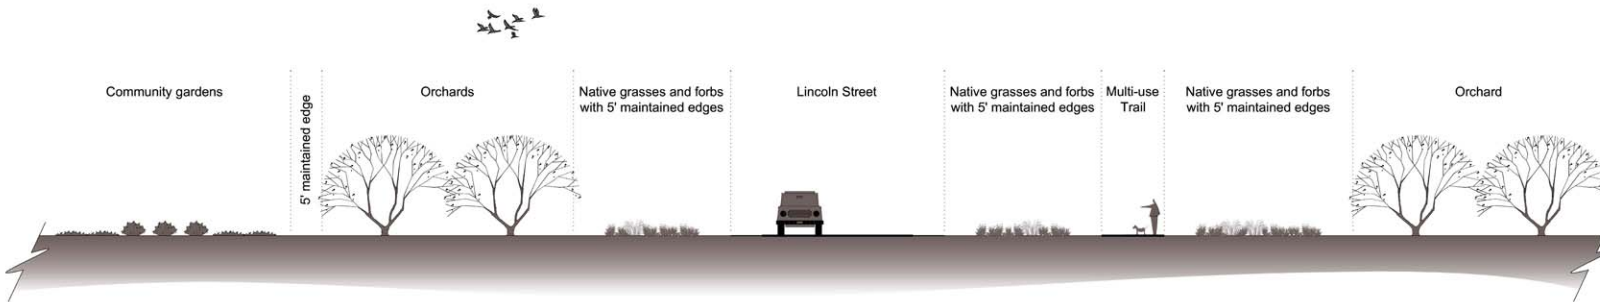 Community gardens
5' maintained edge
Orchards
Native grasses and forbs
with 5' maintained edges
Lincoln Street
Native grasses and forbs
with 5' maintained edges
Multi-use
Trail
Native grasses and forbs
with 5' maintained edges
Orchard